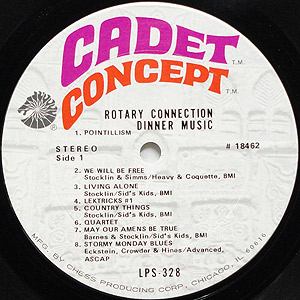 CADET
CONCEPT
T.M.
T.M.
ROTARY CONNECTION
DINNER MUSIC
1. POINTILLISM
STEREO
# 18462
Side 1
2. WE WILL BE FREE
Stocklin & Simms/Heavy & Coquette, BMI
3. LIVING ALONE
Stocklin/Sid's Kids, BMI
4. LEKTRICKS #1
5. COUNTRY THINGS
Stocklin/Sid's Kids, BMI
6. QUARTET
7. MAY OUR AMENS BE TRUE
Barnes & Stocklin/Sid's Kids, BMI
8. STORMY MONDAY BLUES
Eckstein, Crowder & Hines/Advanced,
ASCAP
LPS-328
MFG. BY CHESS PRODUCING CORP., CHICAGO, IL 60616